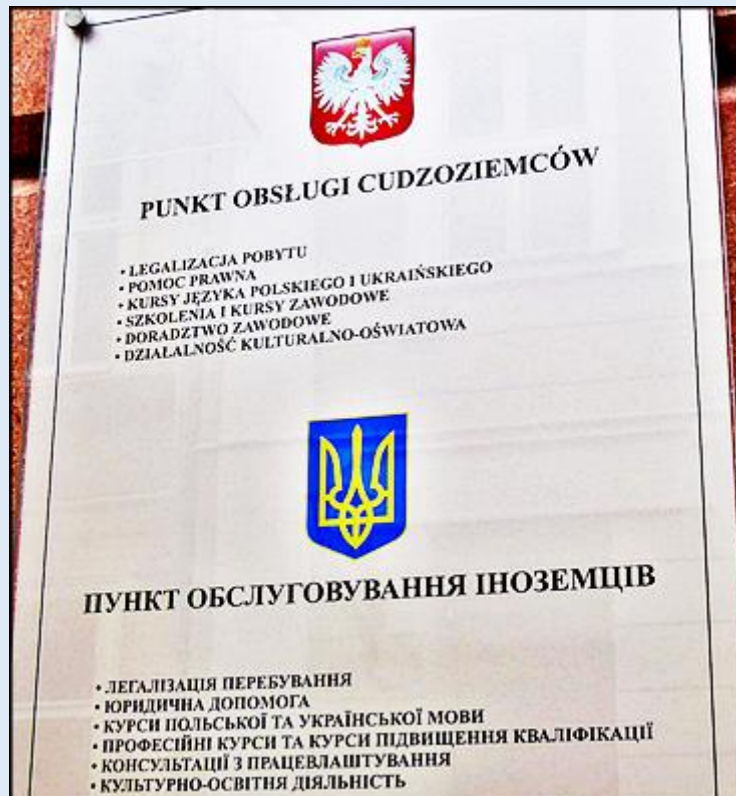 PUNKT OBSŁUGI CUDZOZIEMCÓW
• LEGALIZACJA POBYTU
• POMOC PRAWNA
• KURSY JĘZYKA POLSKIEGO I UKRAIŃSKIEGO
• SZKOLENIA I KURSY ZAWODOWE
• DORADZTWO ZAWODOWE
• DZIAŁALNOŚĆ KULTURALNO-OŚWIATOWA
ПУНКТ ОБСЛУГОВУВАННЯ ІНОЗЕМЦІВ
• ЛЕГАЛІЗАЦІЯ ПЕРЕБУВАННЯ
• ЮРИДИЧНА ДОПОМОГА
• КУРСИ ПОЛЬСЬКОЇ ТА УКРАЇНСЬКОЇ МОВИ
• ПРОФЕСІЙНІ КУРСИ ТА КУРСИ ПІДВИЩЕННЯ КВАЛІФІКАЦІЇ
• КОНСУЛЬТАЦІЇ З ПРАЦЕВЛАШТУВАННЯ
• КУЛЬТУРНО-ОСВІТНЯ ДІЯЛЬНІСТЬ